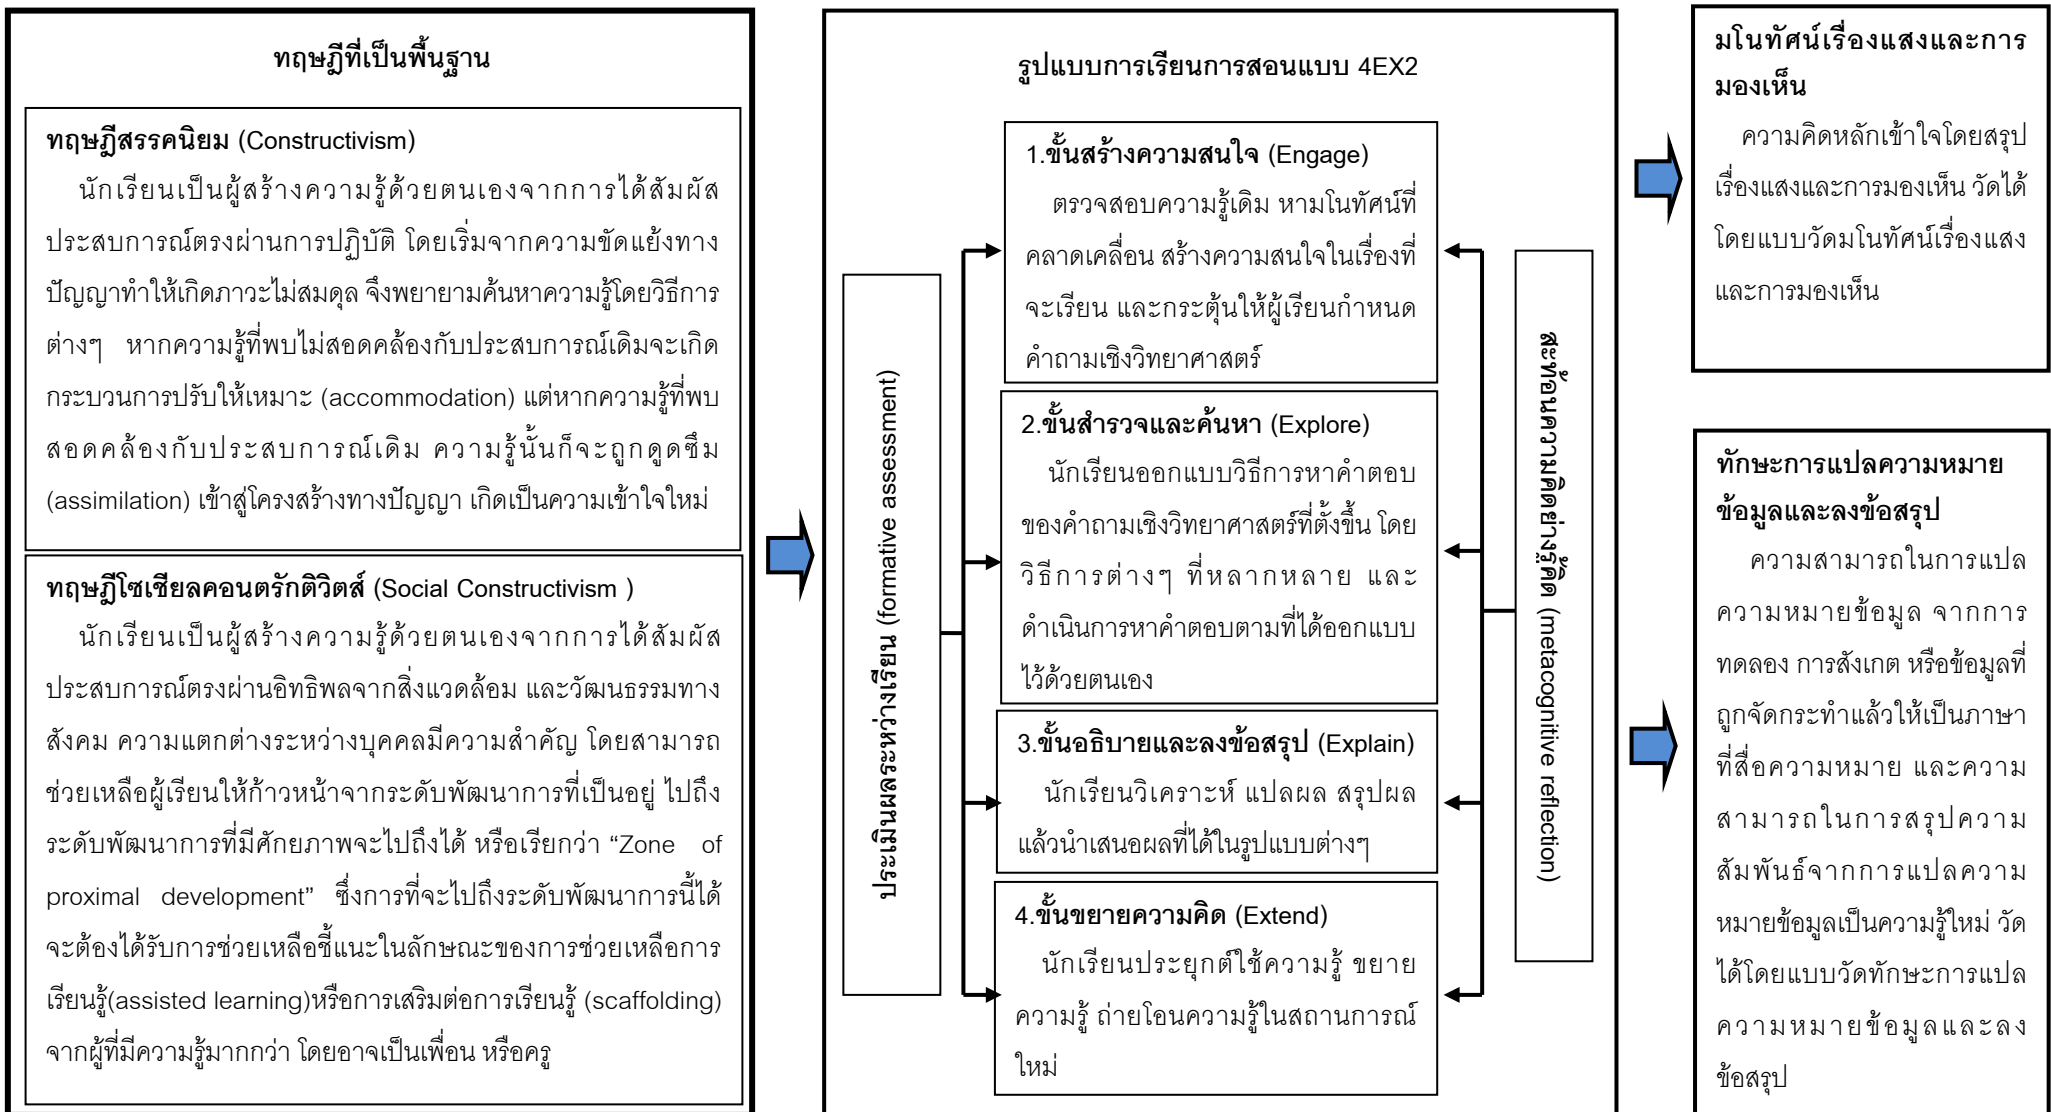 ทฤษฎีที่เป็นพื้นฐาน
ทฤษฎีสรรคนิยม (Constructivism)
นักเรียนเป็นผู้สร้างความรู้ด้วยตนเองจากการได้สัมผัส
ประสบการณ์ตรงผ่านการปฏิบัติ โดยเริ่มจากความขัดแย้งทาง
ปัญญาทำให้เกิดภาวะไม่สมดุล จึงพยายามค้นหาความรู้โดยวิธีการ
ต่างๆ หากความรู้ที่พบไม่สอดคล้องกับประสบการณ์เดิมจะเกิด
กระบวนการปรับให้เหมาะ (accommodation) แต่หากความรู้ที่พบ
สอดคล้องกับประสบการณ์เดิม ความรู้นั้นก็จะถูกดูดซึม
(assimilation) เข้าสู่โครงสร้างทางปัญญา เกิดเป็นความเข้าใจใหม่
ทฤษฎีโซเชียลคอนตรักติวิตส์ (Social Constructivism )
นักเรียนเป็นผู้สร้างความรู้ด้วยตนเองจากการได้สัมผัส
ประสบการณ์ตรงผ่านอิทธิพลจากสิ่งแวดล้อม และวัฒนธรรมทาง
สังคม ความแตกต่างระหว่างบุคคลมีความสำคัญ โดยสามารถ
ช่วยเหลือผู้เรียนให้ก้าวหน้าจากระดับพัฒนาการที่เป็นอยู่ ไปถึง
ระดับพัฒนาการที่มีศักยภาพจะไปถึงได้ หรือเรียกว่า “Zone of
proximal development” ซึ่งการที่จะไปถึงระดับพัฒนาการนี้ได้
จะต้องได้รับการช่วยเหลือชี้แนะในลักษณะของการช่วยเหลือการ
เรียนรู้(assisted learning)หรือการเสริมต่อการเรียนรู้ (scaffolding)
จากผู้ที่มีความรู้มากกว่า โดยอาจเป็นเพื่อน หรือครู
รูปแบบการเรียนการสอนแบบ 4EX2
ประเมินผลระหว่างเรียน (formative assessment)
1.ขั้นสร้างความสนใจ (Engage)
ตรวจสอบความรู้เดิม หามโนทัศน์ที่
คลาดเคลื่อน สร้างความสนใจในเรื่องที่
จะเรียน และกระตุ้นให้ผู้เรียนกำหนด
คำถามเชิงวิทยาศาสตร์
2.ขั้นสำรวจและค้นหา (Explore)
นักเรียนออกแบบวิธีการหาคำตอบ
ของคำถามเชิงวิทยาศาสตร์ที่ตั้งขึ้น โดย
วิธีการต่างๆ ที่หลากหลาย และ
ดำเนินการหาคำตอบตามที่ได้ออกแบบ
ไว้ด้วยตนเอง
3.ขั้นอธิบายและลงข้อสรุป (Explain)
นักเรียนวิเคราะห์ แปลผล สรุปผล
แล้วนำเสนอผลที่ได้ในรูปแบบต่างๆ
4.ขั้นขยายความคิด (Extend)
นักเรียนประยุกต์ใช้ความรู้ ขยาย
ความรู้ ถ่ายโอนความรู้ในสถานการณ์
ใหม่
สะท้อนความคิดย่างรู้คิด (metacognitive reflection)
มโนทัศน์เรื่องแสงและการ
มองเห็น
ความคิดหลักเข้าใจโดยสรุป
เรื่องแสงและการมองเห็น วัดได้
โดยแบบวัดมโนทัศน์เรื่องแสง
และการมองเห็น
ทักษะการแปลความหมาย
ข้อมูลและลงข้อสรุป
ความสามารถในการแปล
ความหมายข้อมูล จากการ
ทดลอง การสังเกต หรือข้อมูลที่
ถูกจัดกระทำแล้วให้เป็นภาษา
ที่สื่อความหมาย และความ
สามารถในการสรุปความ
สัมพันธ์จากการแปลความ
หมายข้อมูลเป็นความรู้ใหม่ วัด
ได้โดยแบบวัดทักษะการแปล
ความหมายข้อมูลและลง
ข้อสรุป